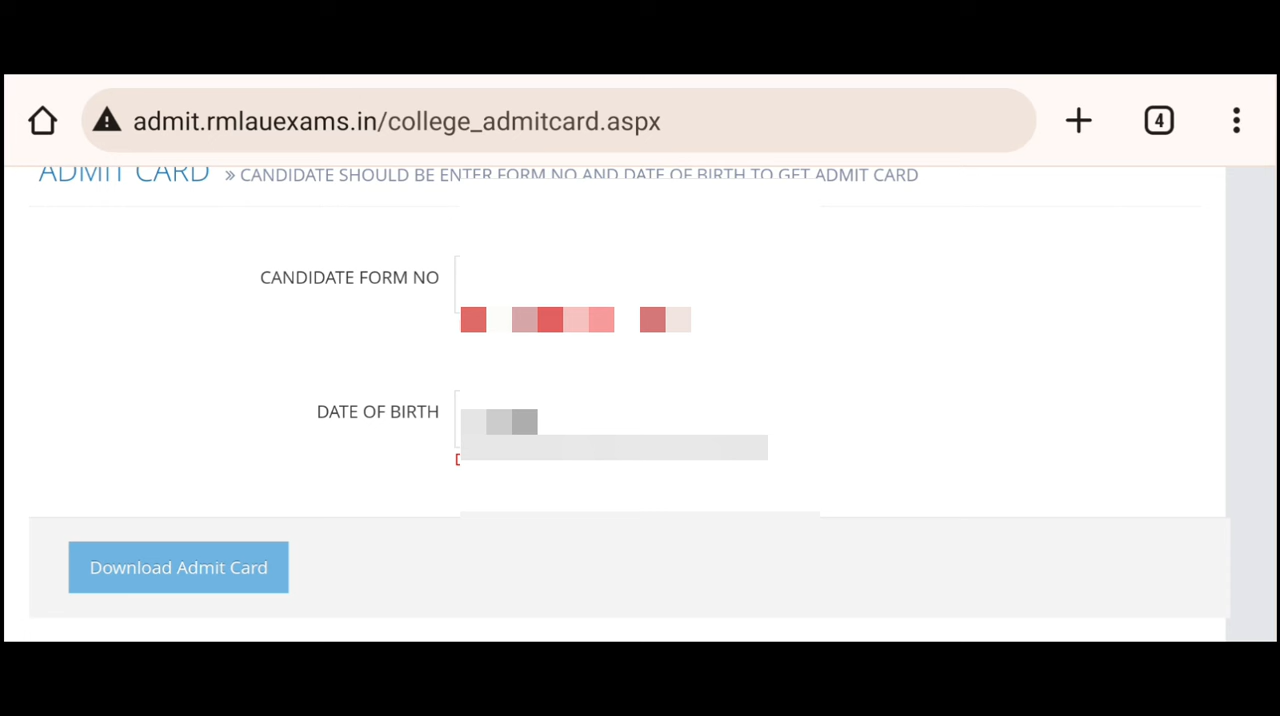 admit.rmlauexams.in/college_admitcard.aspx
4
ADMIT CARD » CANDIDATE SHOULD BE ENTER FORM NO AND DATE OF BIRTH TO GET ADMIT CARD
CANDIDATE FORM NO
DATE OF BIRTH
Download Admit Card